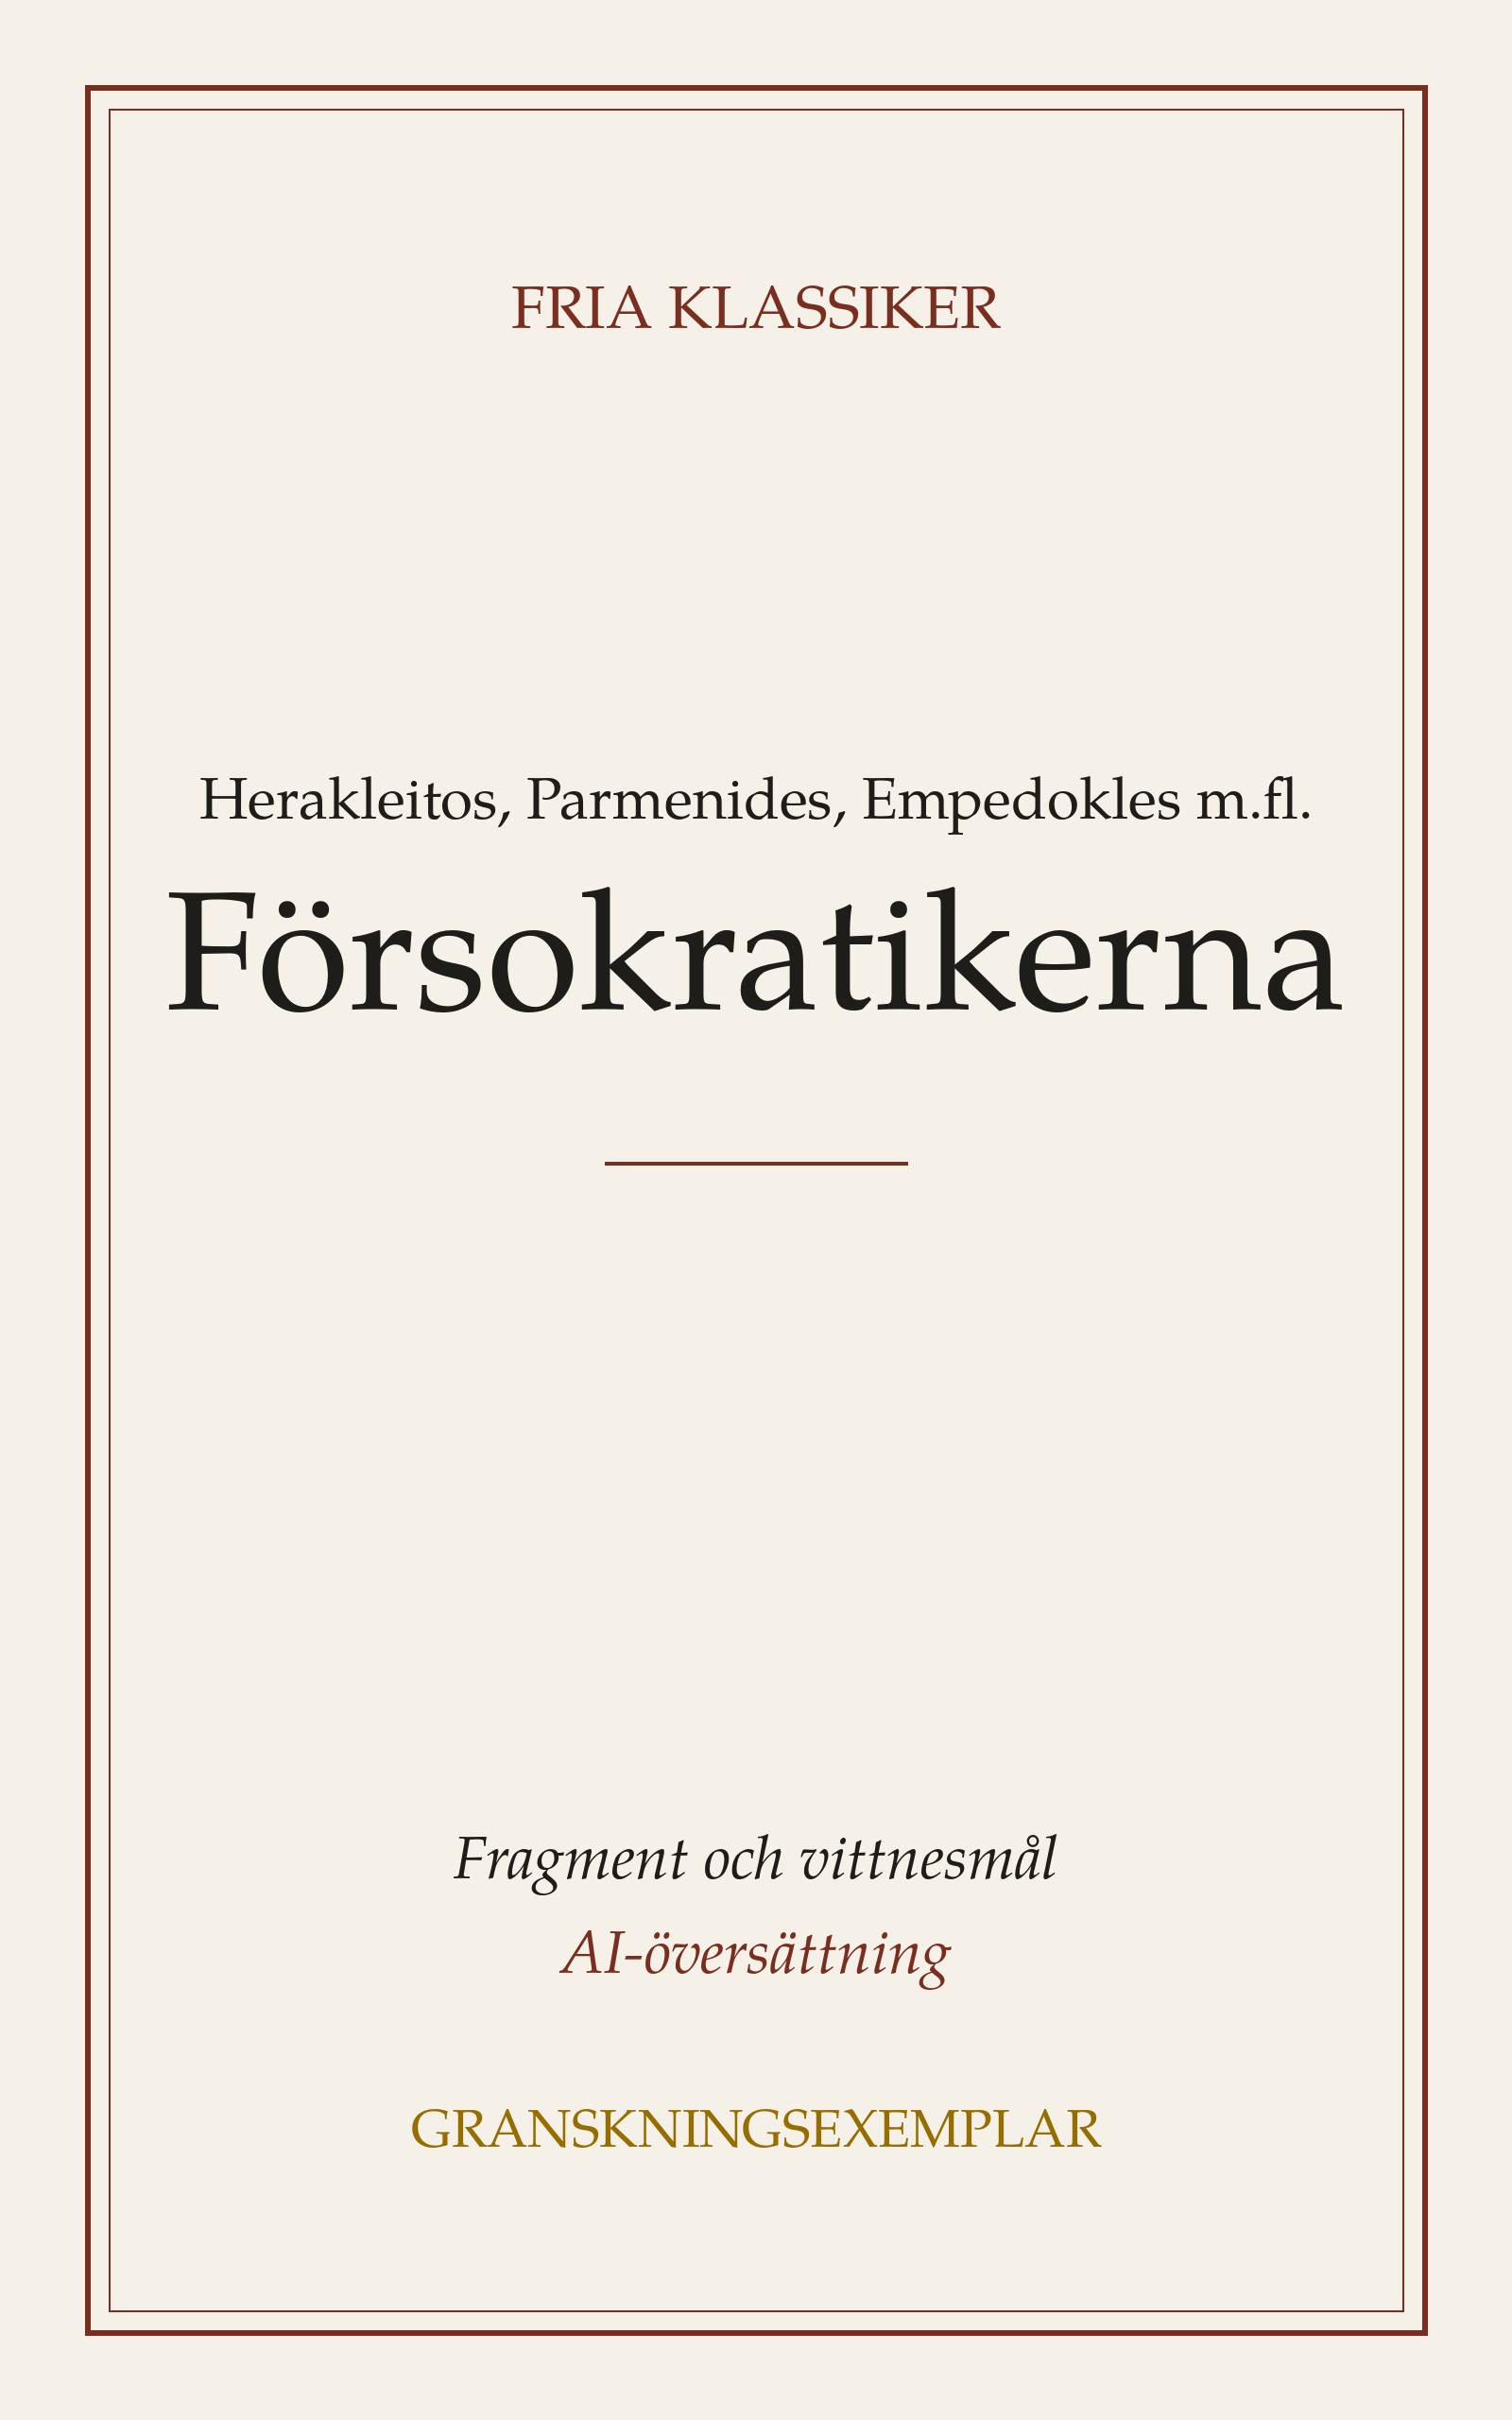 FRIA KLASSIKER
Herakleitos, Parmenides, Empedokles m.fl.
Försokratikerna
Fragment och vittnesmål
AI-översättning
GRANSKNINGSEXEMPLAR